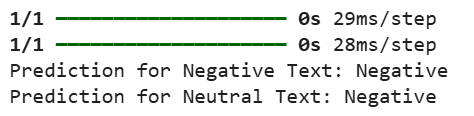 1/1 ━━━━━━━━━━━━━━━━━━━━ 0s 29ms/step
1/1 ━━━━━━━━━━━━━━━━━━━━ 0s 28ms/step
Prediction for Negative Text: Negative
Prediction for Neutral Text: Negative